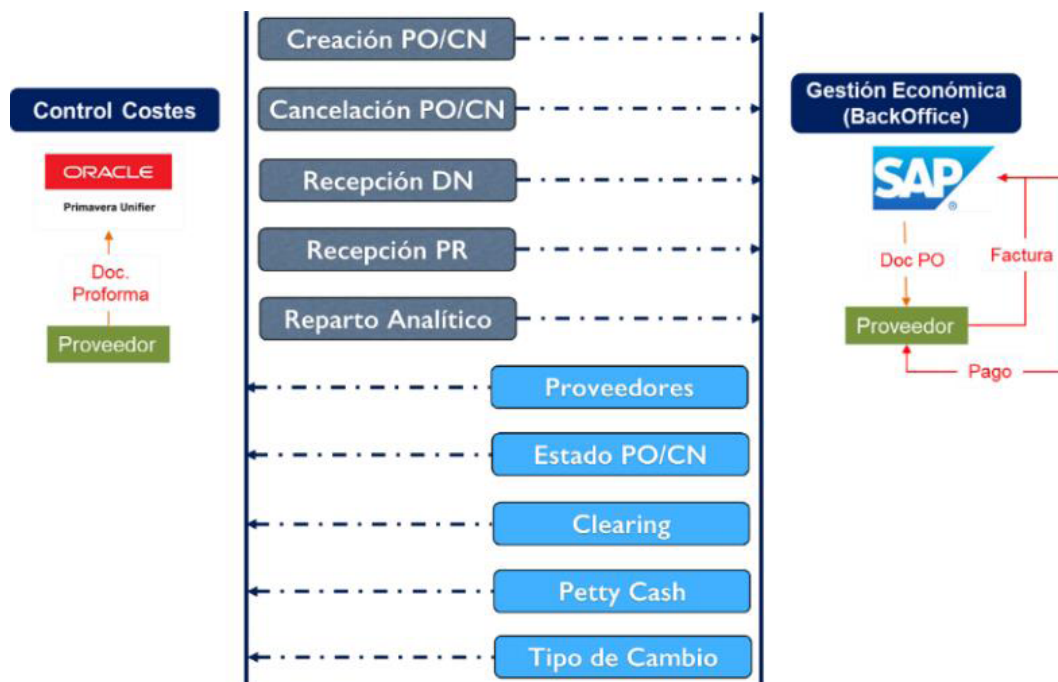 Control Costes
ORACLE
Primavera Unifier
Doc.
Proforma
Proveedor
Creación PO/CN
Cancelación PO/CN
Recepción DN
Recepción PR
Reparto Analítico
Proveedores
Estado PO/CN
Clearing
Petty Cash
Tipo de Cambio
Gestión Económica
(BackOffice)
SAP
®
Doc PO
Factura
Proveedor
Pago